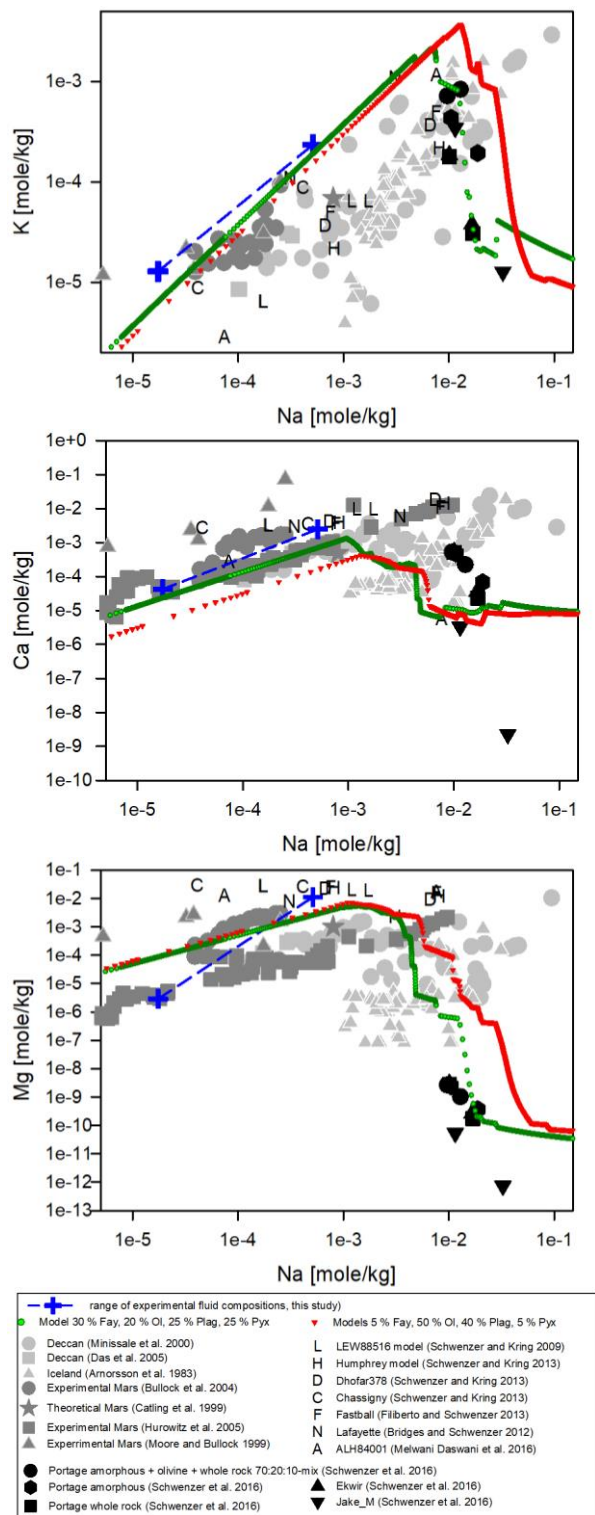 1e-3
A
N
F
D
K [mole/kg]
1e-4
H
N
C
L L
F
D
H
1e-5
C
L
A
1e-5 1e-4 1e-3 1e-2 1e-1
Na [mole/kg]
1e+0
1e-1
1e-2
C L L L D H
N C D F
1e-3
A
Ca [mole/kg]
1e-4
1e-5
A
1e-6
1e-7
1e-8
1e-9
1e-10
1e-5 1e-4 1e-3 1e-2 1e-1
Na [mole/kg]
1e-1
1e-2
C L C D L L A
A N D
1e-3
Mg [mole/kg]
1e-4
1e-5
1e-6
1e-7
1e-8
1e-9
1e-10
1e-11
1e-12
1e-13
1e-5 1e-4 1e-3 1e-2 1e-1
Na [mole/kg]
range of experimental fluid compositions, this study)
Model 30 % Fay, 20 % Ol, 25 % Plag, 25 % Pyx Models 5 % Fay, 50 % Ol, 40 % Plag, 5 % Pyx
Deccan (Minissale et al. 2000) L LEW88516 model (Schwenzer and Kring 2009)
Deccan (Das et al. 2005) H Humphrey model (Schwenzer and Kring 2013)
Iceland (Arnorsson et al. 1983) D Dhofar378 (Schwenzer and Kring 2013)
Experimental Mars (Bullock et al. 2004) C Chassigny (Schwenzer and Kring 2013)
Theoretical Mars (Catling et al. 1999) F Fastball (Filiberto and Schwenzer 2013)
Experimental Mars (Hurowitz et al. 2005) N Lafayette (Bridges and Schwenzer 2012)
Experrimental Mars (Moore and Bullock 1999) A ALH84001 (Melwani Daswani et al. 2016)
Portage amorphous + olivine + whole rock 70:20:10-mix (Schwenzer et al. 2016)
Portage amorphous (Schwenzer et al. 2016) Ekwir (Schwenzer et al. 2016)
Portage whole rock (Schwenzer et al. 2016) Jake_M (Schwenzer et al. 2016)